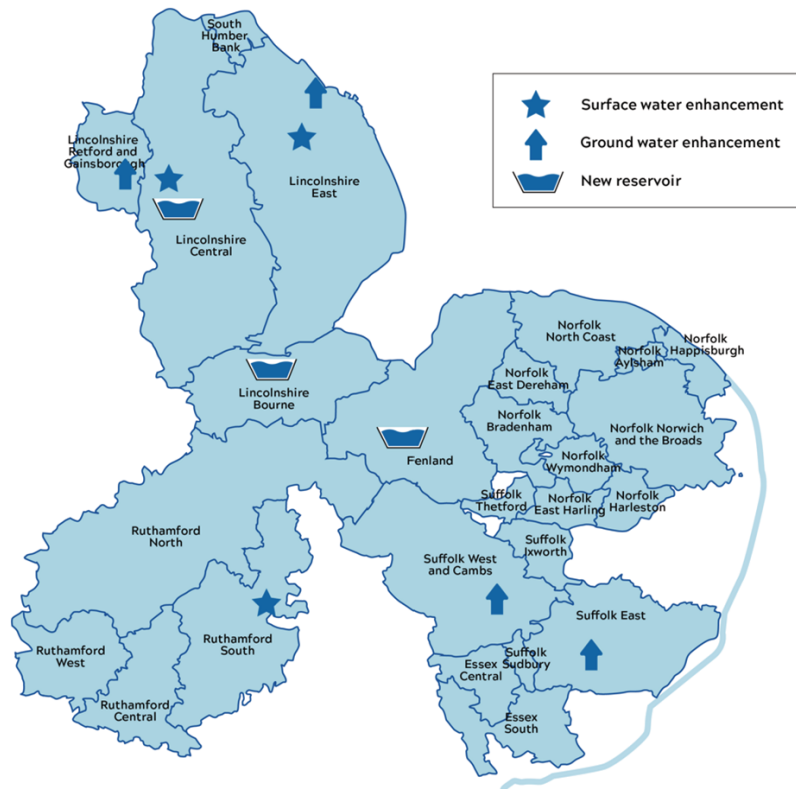 South
Humber
Bank
Surface water enhancement
Ground water enhancement
New reservoir
Lincolnshire
Retford and
Gainsborough
Lincolnshire
East
Lincolnshire
Central
Norfolk
North Coast
Norfolk
Happisburgh
Norfolk
Aylsham
Norfolk
East Dereham
Lincolnshire
Bourne
Norfolk
Bradenham
Norfolk Norwich
and the Broads
Fenland
Norfolk
Wymondham
Suffolk
Thetford
Norfolk
East Harling
Norfolk
Harleston
Ruthamford
North
Suffolk
Ixworth
Suffolk West
and Cambs
Suffolk East
Ruthamford
South
Ruthamford
West
Suffolk
Sudbury
Essex
Central
Ruthamford
Central
Essex
South